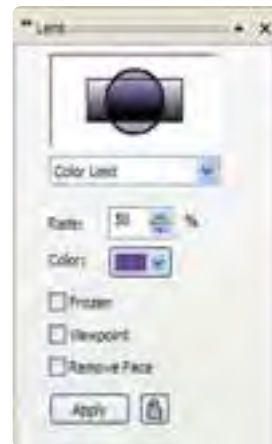 Lens
Color Limit
Rate: 50 %
Color:
Frozen
Viewpoint
Remove Face
Apply